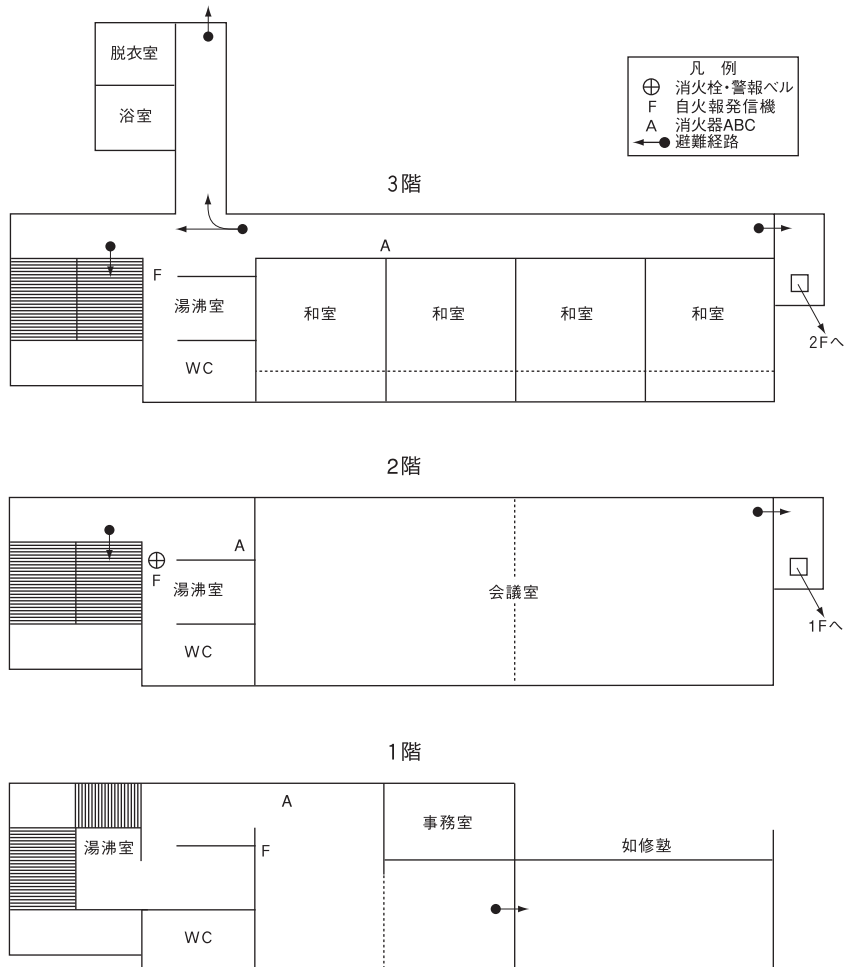 脱衣室
浴室
凡 例
消火栓・警報ベル
F 自火報発信機
A 消火器ABC
避難経路
3階
A
F
湯沸室
和室
和室
和室
和室
2Fへ
WC
2階
A
F
湯沸室
会議室
1Fへ
WC
1階
A
事務室
湯沸室
F
如修塾
WC